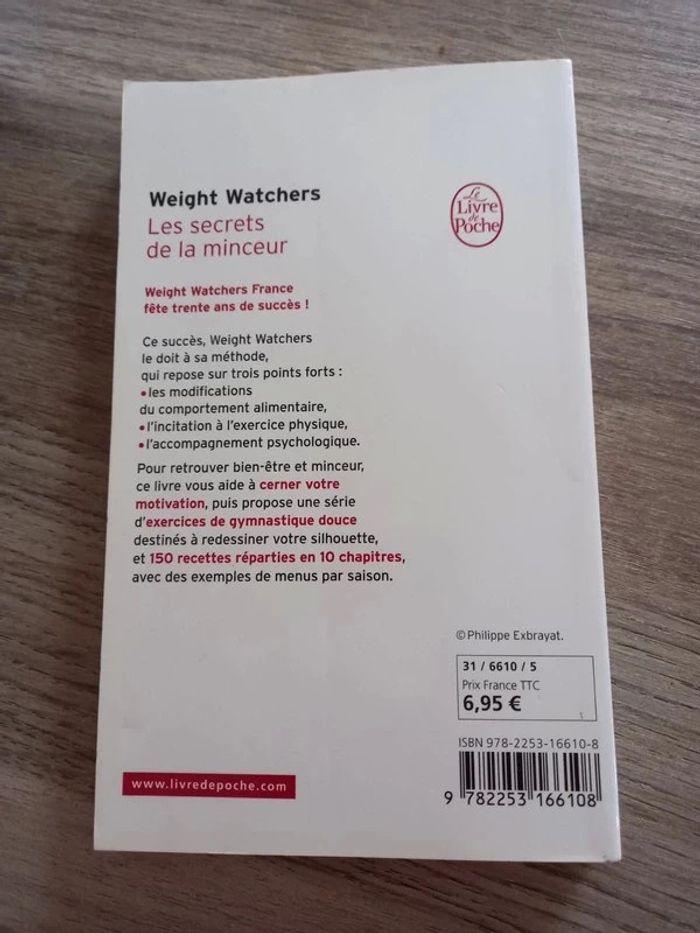 Weight Watchers
Les secrets
de la minceur
Le
Livre
de
Poche
Weight Watchers France
fête trente ans de succès !
Ce succès, Weight Watchers
le doit à sa méthode,
qui repose sur trois points forts :
• les modifications
du comportement alimentaire,
• l'incitation à l'exercice physique,
• l'accompagnement psychologique.
Pour retrouver bien-être et minceur,
ce livre vous aide à cerner votre
motivation, puis propose une série
d'exercices de gymnastique douce
destinés à redessiner votre silhouette,
et 150 recettes réparties en 10 chapitres,
avec des exemples de menus par saison.
© Philippe Exbrayat.
31 / 6610 / 5
Prix France TTC
6,95 €
ISBN 978-2253-16610-8
9 782253 166108
www.livredepoche.com